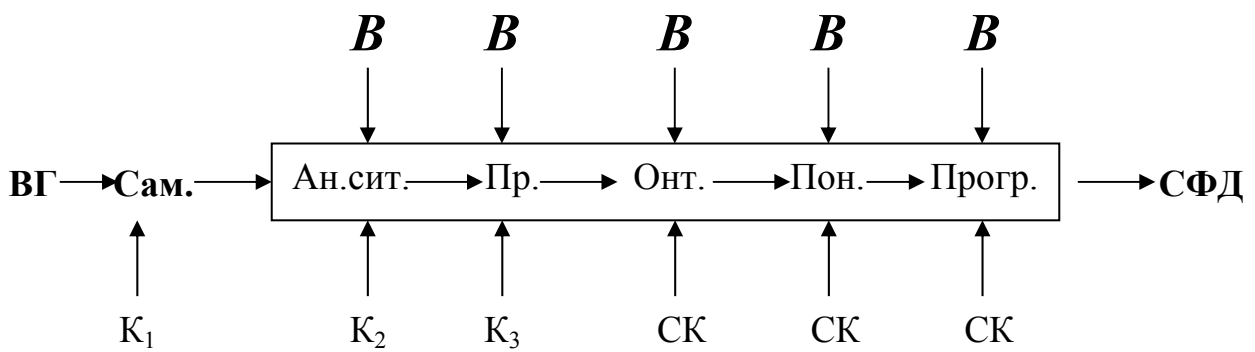 В В В В В
ВГ Сам. Ан.сит. Пр. Онт. Пон. Прогр. СФД
К₁ К₂ К₃ СК СК СК